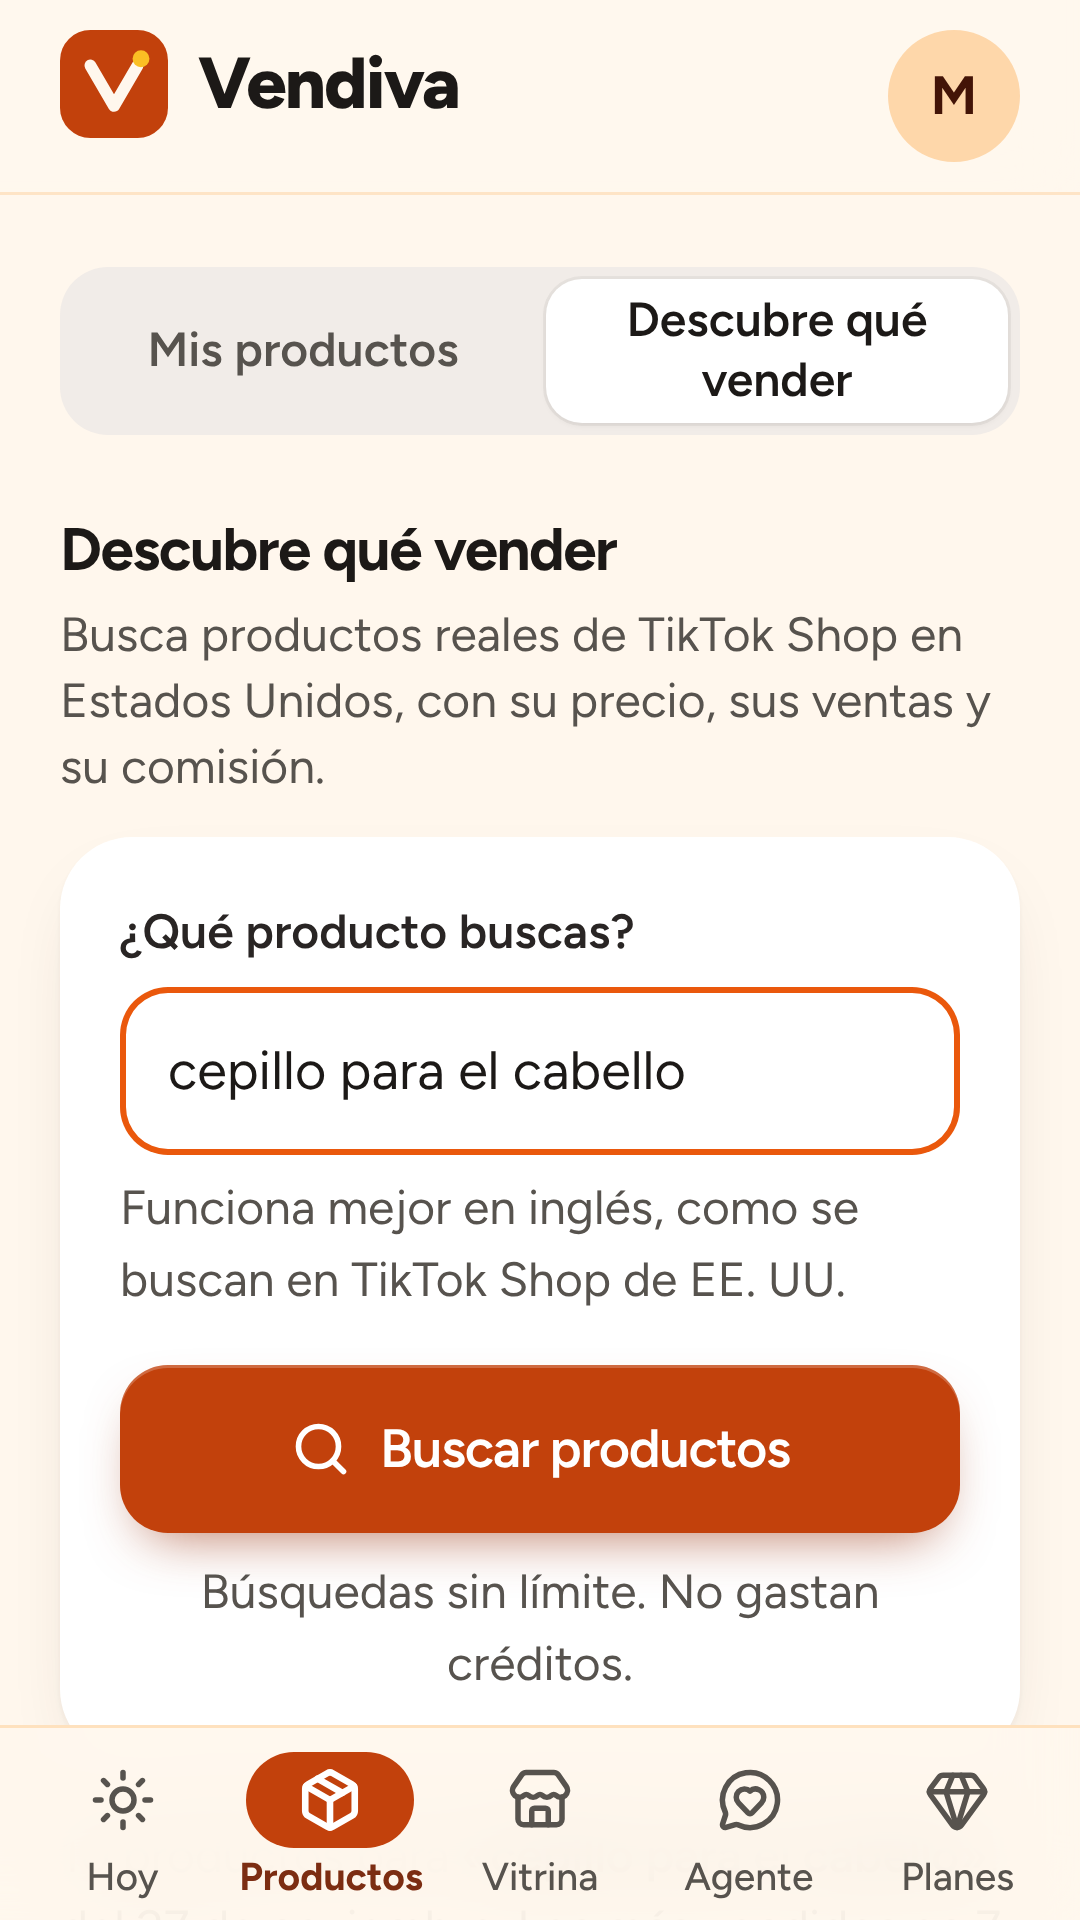 Vendiva
M
Mis productos
Descubre qué
vender
Descubre qué vender
Busca productos reales de TikTok Shop en
Estados Unidos, con su precio, sus ventas y
su comisión.
¿Qué producto buscas?
cepillo para el cabello
Funciona mejor en inglés, como se
buscan en TikTok Shop de EE. UU.
Buscar productos
Búsquedas sin límite. No gastan
créditos.
Hoy
Productos
Vitrina
Agente
Planes